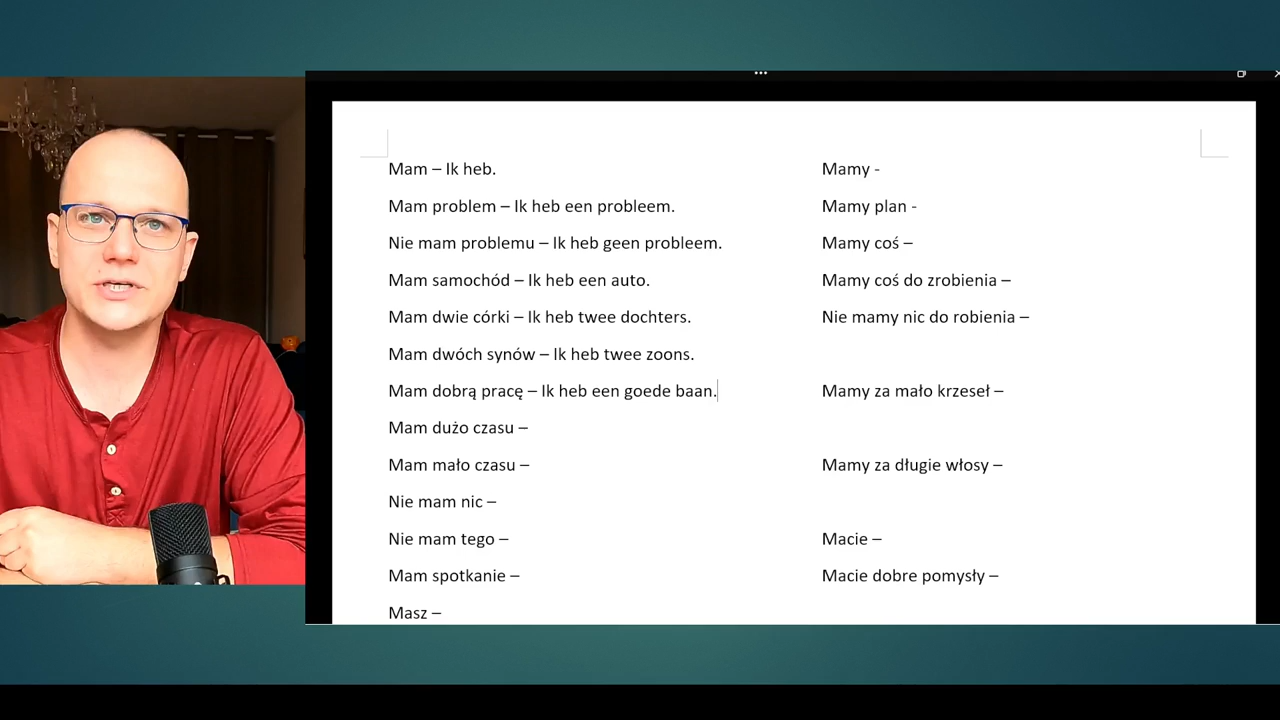 Mam – Ik heb.
Mam problem – Ik heb een probleem.
Nie mam problemu – Ik heb geen probleem.
Mam samochód – Ik heb een auto.
Mam dwie córki – Ik heb twee dochters.
Mam dwóch synów – Ik heb twee zoons.
Mam dobrą pracę – Ik heb een goede baan.
Mam dużo czasu –
Mam mało czasu –
Nie mam nic –
Nie mam tego –
Mam spotkanie –
Masz –
Mamy -
Mamy plan -
Mamy coś –
Mamy coś do zrobienia –
Nie mamy nic do robienia –
Mamy za mało krzeseł –
Mamy za długie włosy –
Macie –
Macie dobre pomysły –